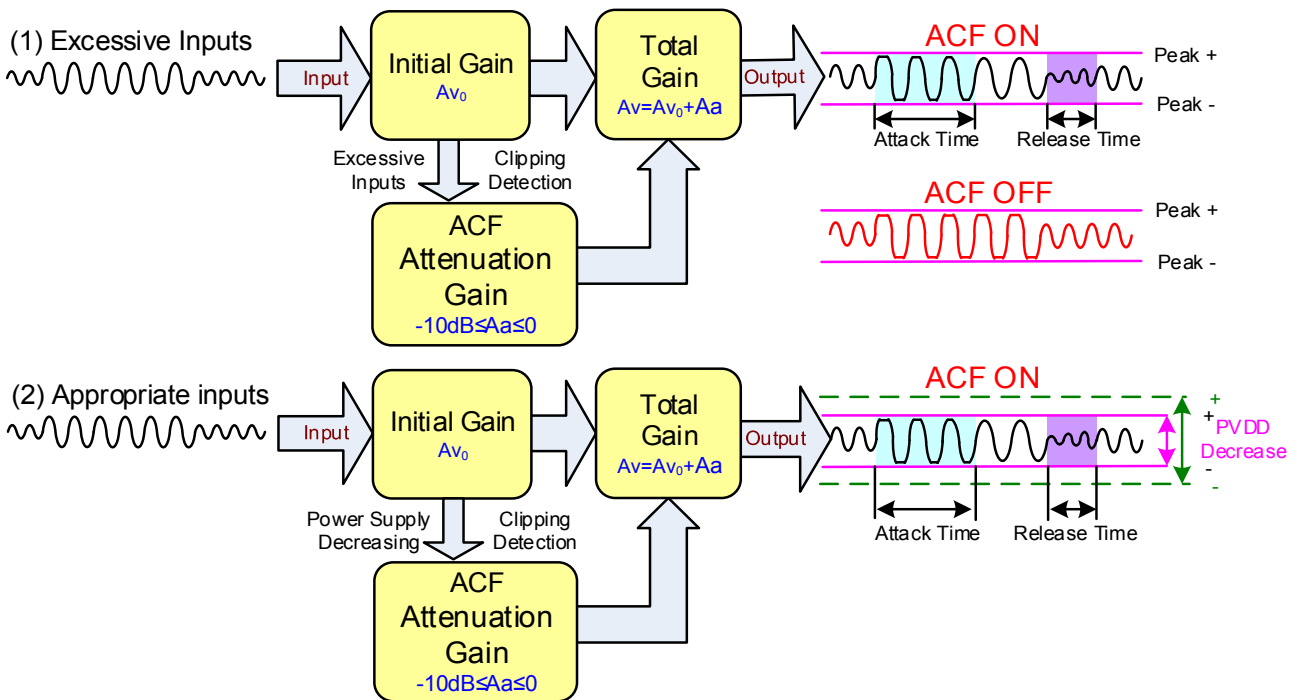 (1) Excessive Inputs
Input
Initial Gain
Av0
Excessive
Inputs
Clipping
Detection
ACF
Attenuation
Gain
-10dB≤Aa≤0
Total
Gain
Av=Av0+Aa
Output
ACF ON
Peak +
Peak -
Attack Time
Release Time
ACF OFF
Peak +
Peak -
(2) Appropriate inputs
Input
Initial Gain
Av0
Power Supply
Decreasing
Clipping
Detection
ACF
Attenuation
Gain
-10dB≤Aa≤0
Total
Gain
Av=Av0+Aa
Output
ACF ON
+
+
PVDD
Decrease
-
-
Attack Time
Release Time